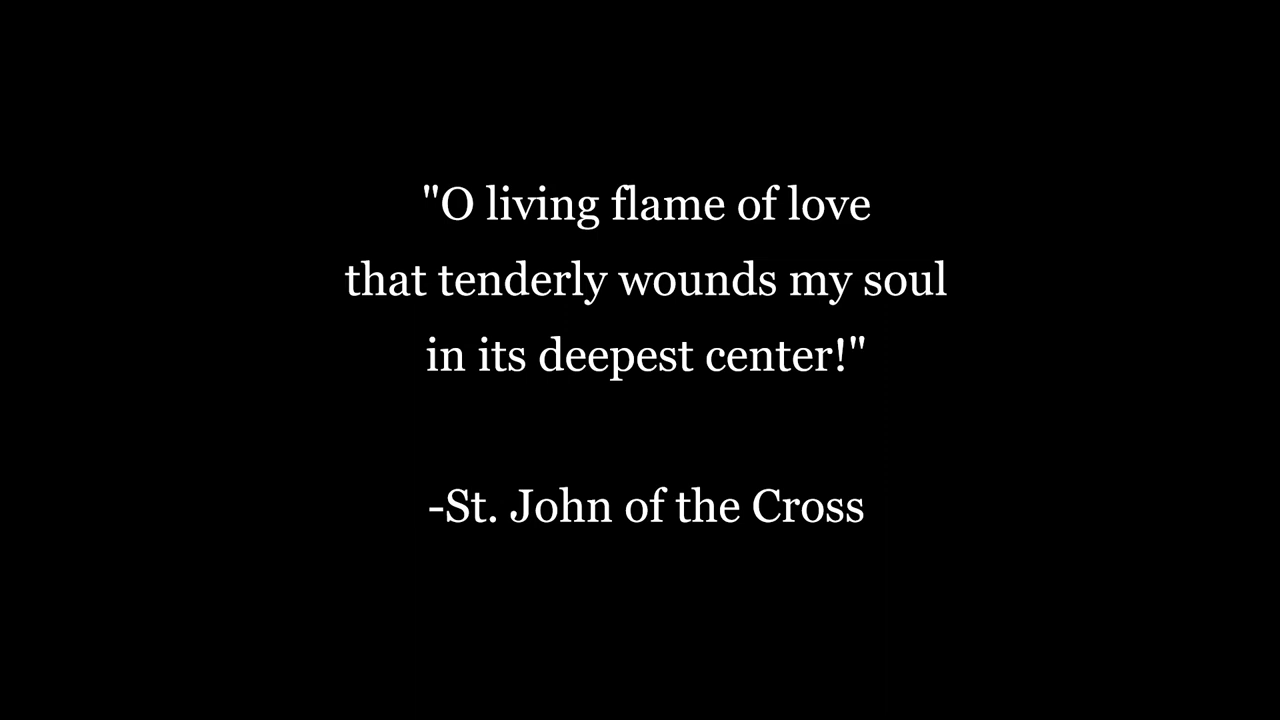 "O living flame of love
that tenderly wounds my soul
in its deepest center!"
-St. John of the Cross